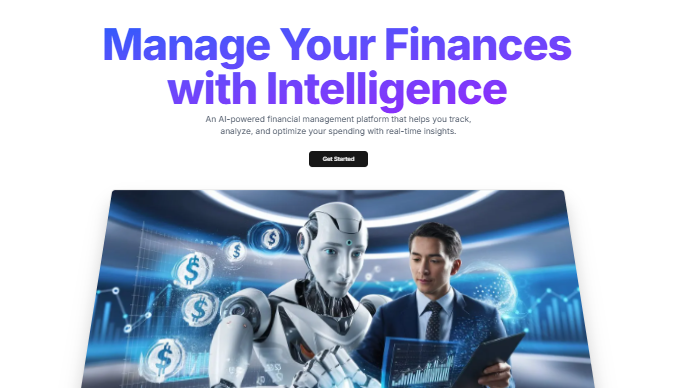 Manage Your Finances
with Intelligence
An AI-powered financial management platform that helps you track,
analyze, and optimize your spending with real-time insights.
Get Started
$
$
$
$
$